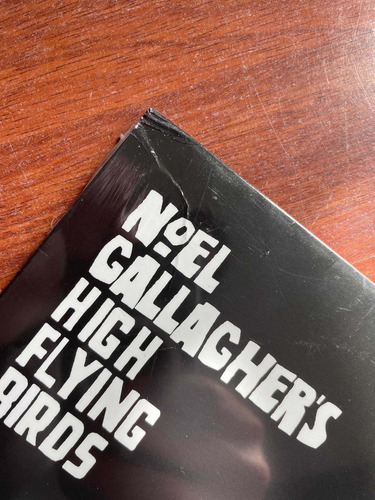 NOEL
GALLAGHER'S
HIGH
FLYING
BIRDS